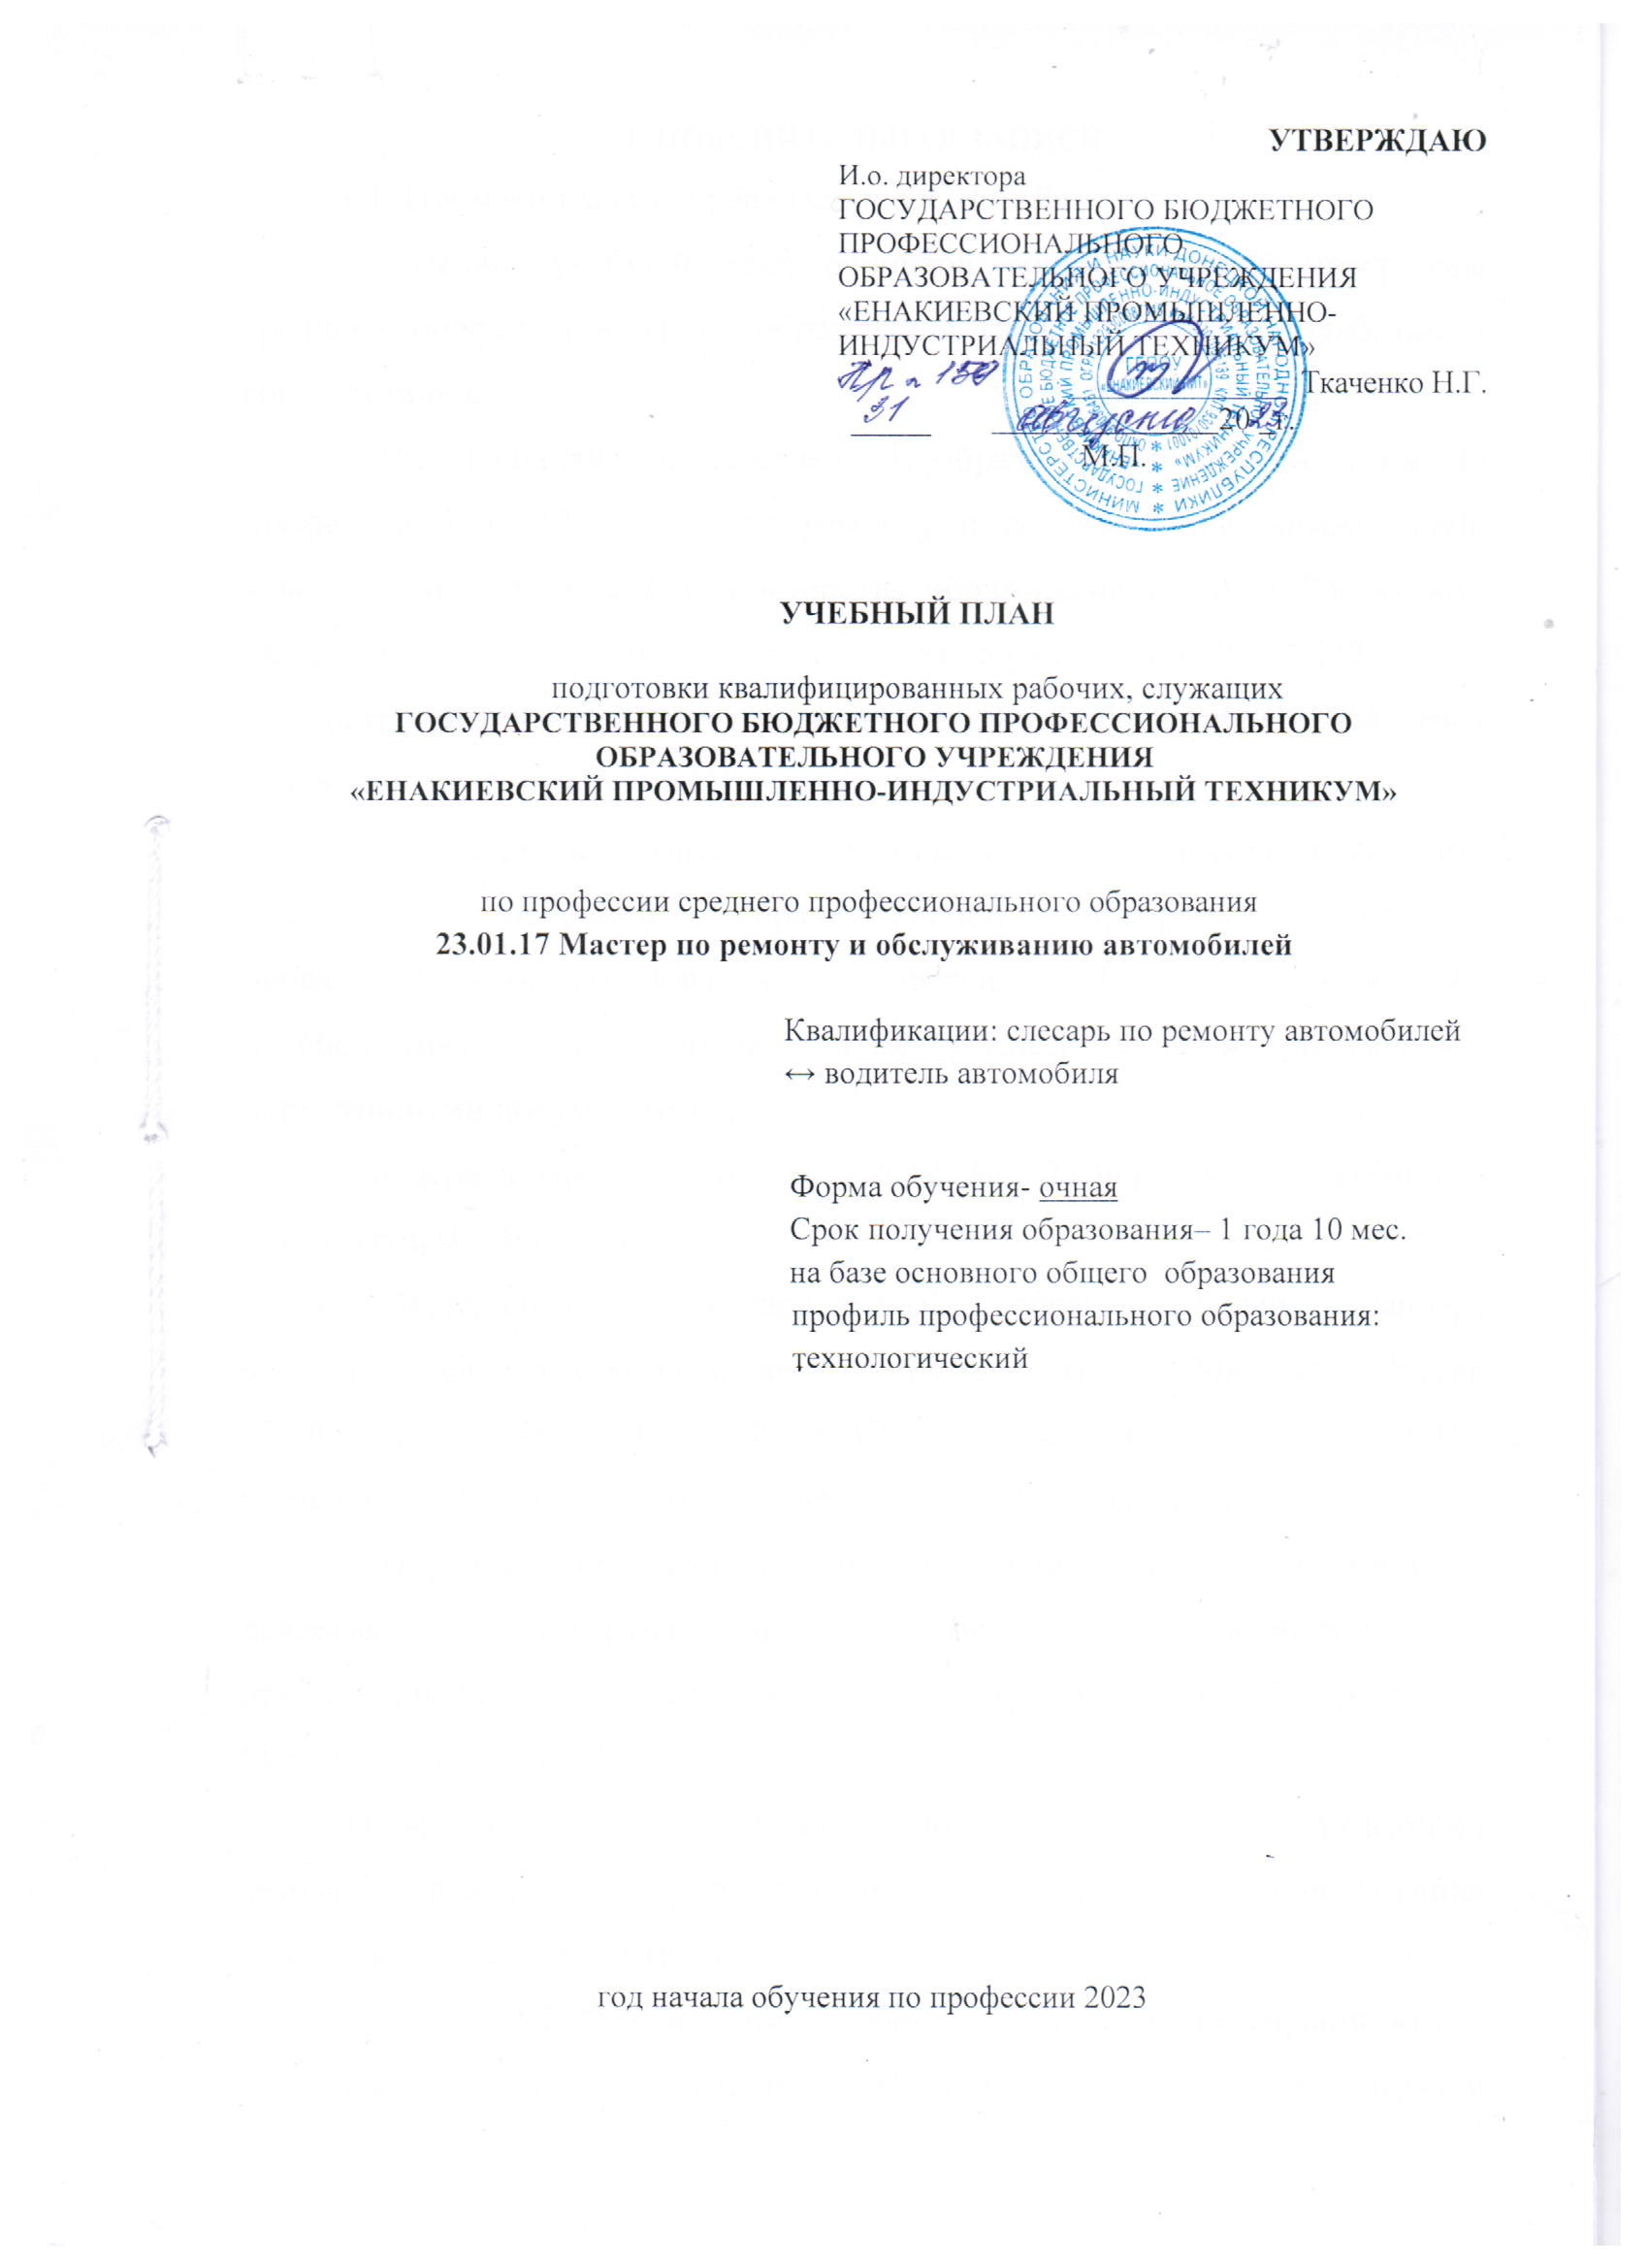 УТВЕРЖДАЮ
И.о. директора
ГОСУДАРСТВЕННОГО БЮДЖЕТНОГО
ПРОФЕССИОНАЛЬНОГО
ОБРАЗОВАТЕЛЬНОГО УЧРЕЖДЕНИЯ
«ЕНАКИЕВСКИЙ ПРОМЫШЛЕННО-
ИНДУСТРИАЛЬНЫЙ ТЕХНИКУМ»
Ткаченко Н.Г.
31 августа 2023г.
М.П.
УЧЕБНЫЙ ПЛАН
подготовки квалифицированных рабочих, служащих
ГОСУДАРСТВЕННОГО БЮДЖЕТНОГО ПРОФЕССИОНАЛЬНОГО
ОБРАЗОВАТЕЛЬНОГО УЧРЕЖДЕНИЯ
«ЕНАКИЕВСКИЙ ПРОМЫШЛЕННО-ИНДУСТРИАЛЬНЫЙ ТЕХНИКУМ»
по профессии среднего профессионального образования
23.01.17 Мастер по ремонту и обслуживанию автомобилей
Квалификации: слесарь по ремонту автомобилей
↔ водитель автомобиля
Форма обучения- очная
Срок получения образования– 1 года 10 мес.
на базе основного общего образования
профиль профессионального образования:
технологический
год начала обучения по профессии 2023